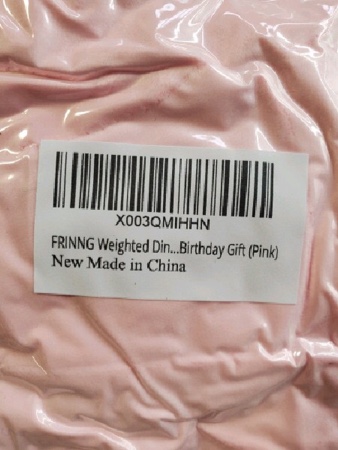 X003QMIHHN
FRINNG Weighted Din...Birthday Gift (Pink)
New Made in China